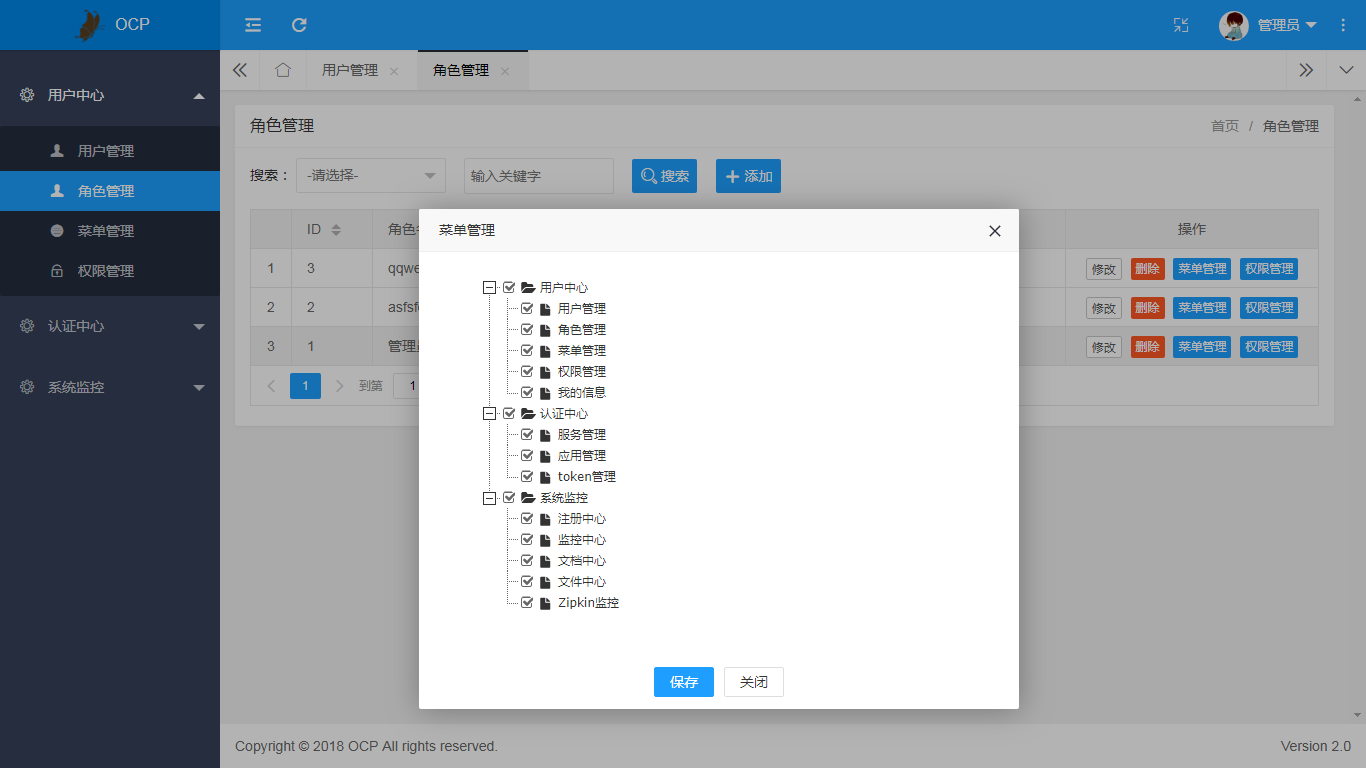 OCP
管理员
用户中心
用户管理
角色管理
菜单管理
权限管理
认证中心
系统监控
用户管理
角色管理
角色管理
首页 / 角色管理
搜索：
-请选择-
输入关键字
搜索
添加
ID
角色
操作
1 3 qqwe 修改 删除 菜单管理 权限管理
2 2 asfsf 修改 删除 菜单管理 权限管理
3 1 管理 修改 删除 菜单管理 权限管理
1 到第 1
菜单管理
用户中心
用户管理
角色管理
菜单管理
权限管理
我的信息
认证中心
服务管理
应用管理
token管理
系统监控
注册中心
监控中心
文档中心
文件中心
Zipkin监控
保存 关闭
Copyright © 2018 OCP All rights reserved.
Version 2.0